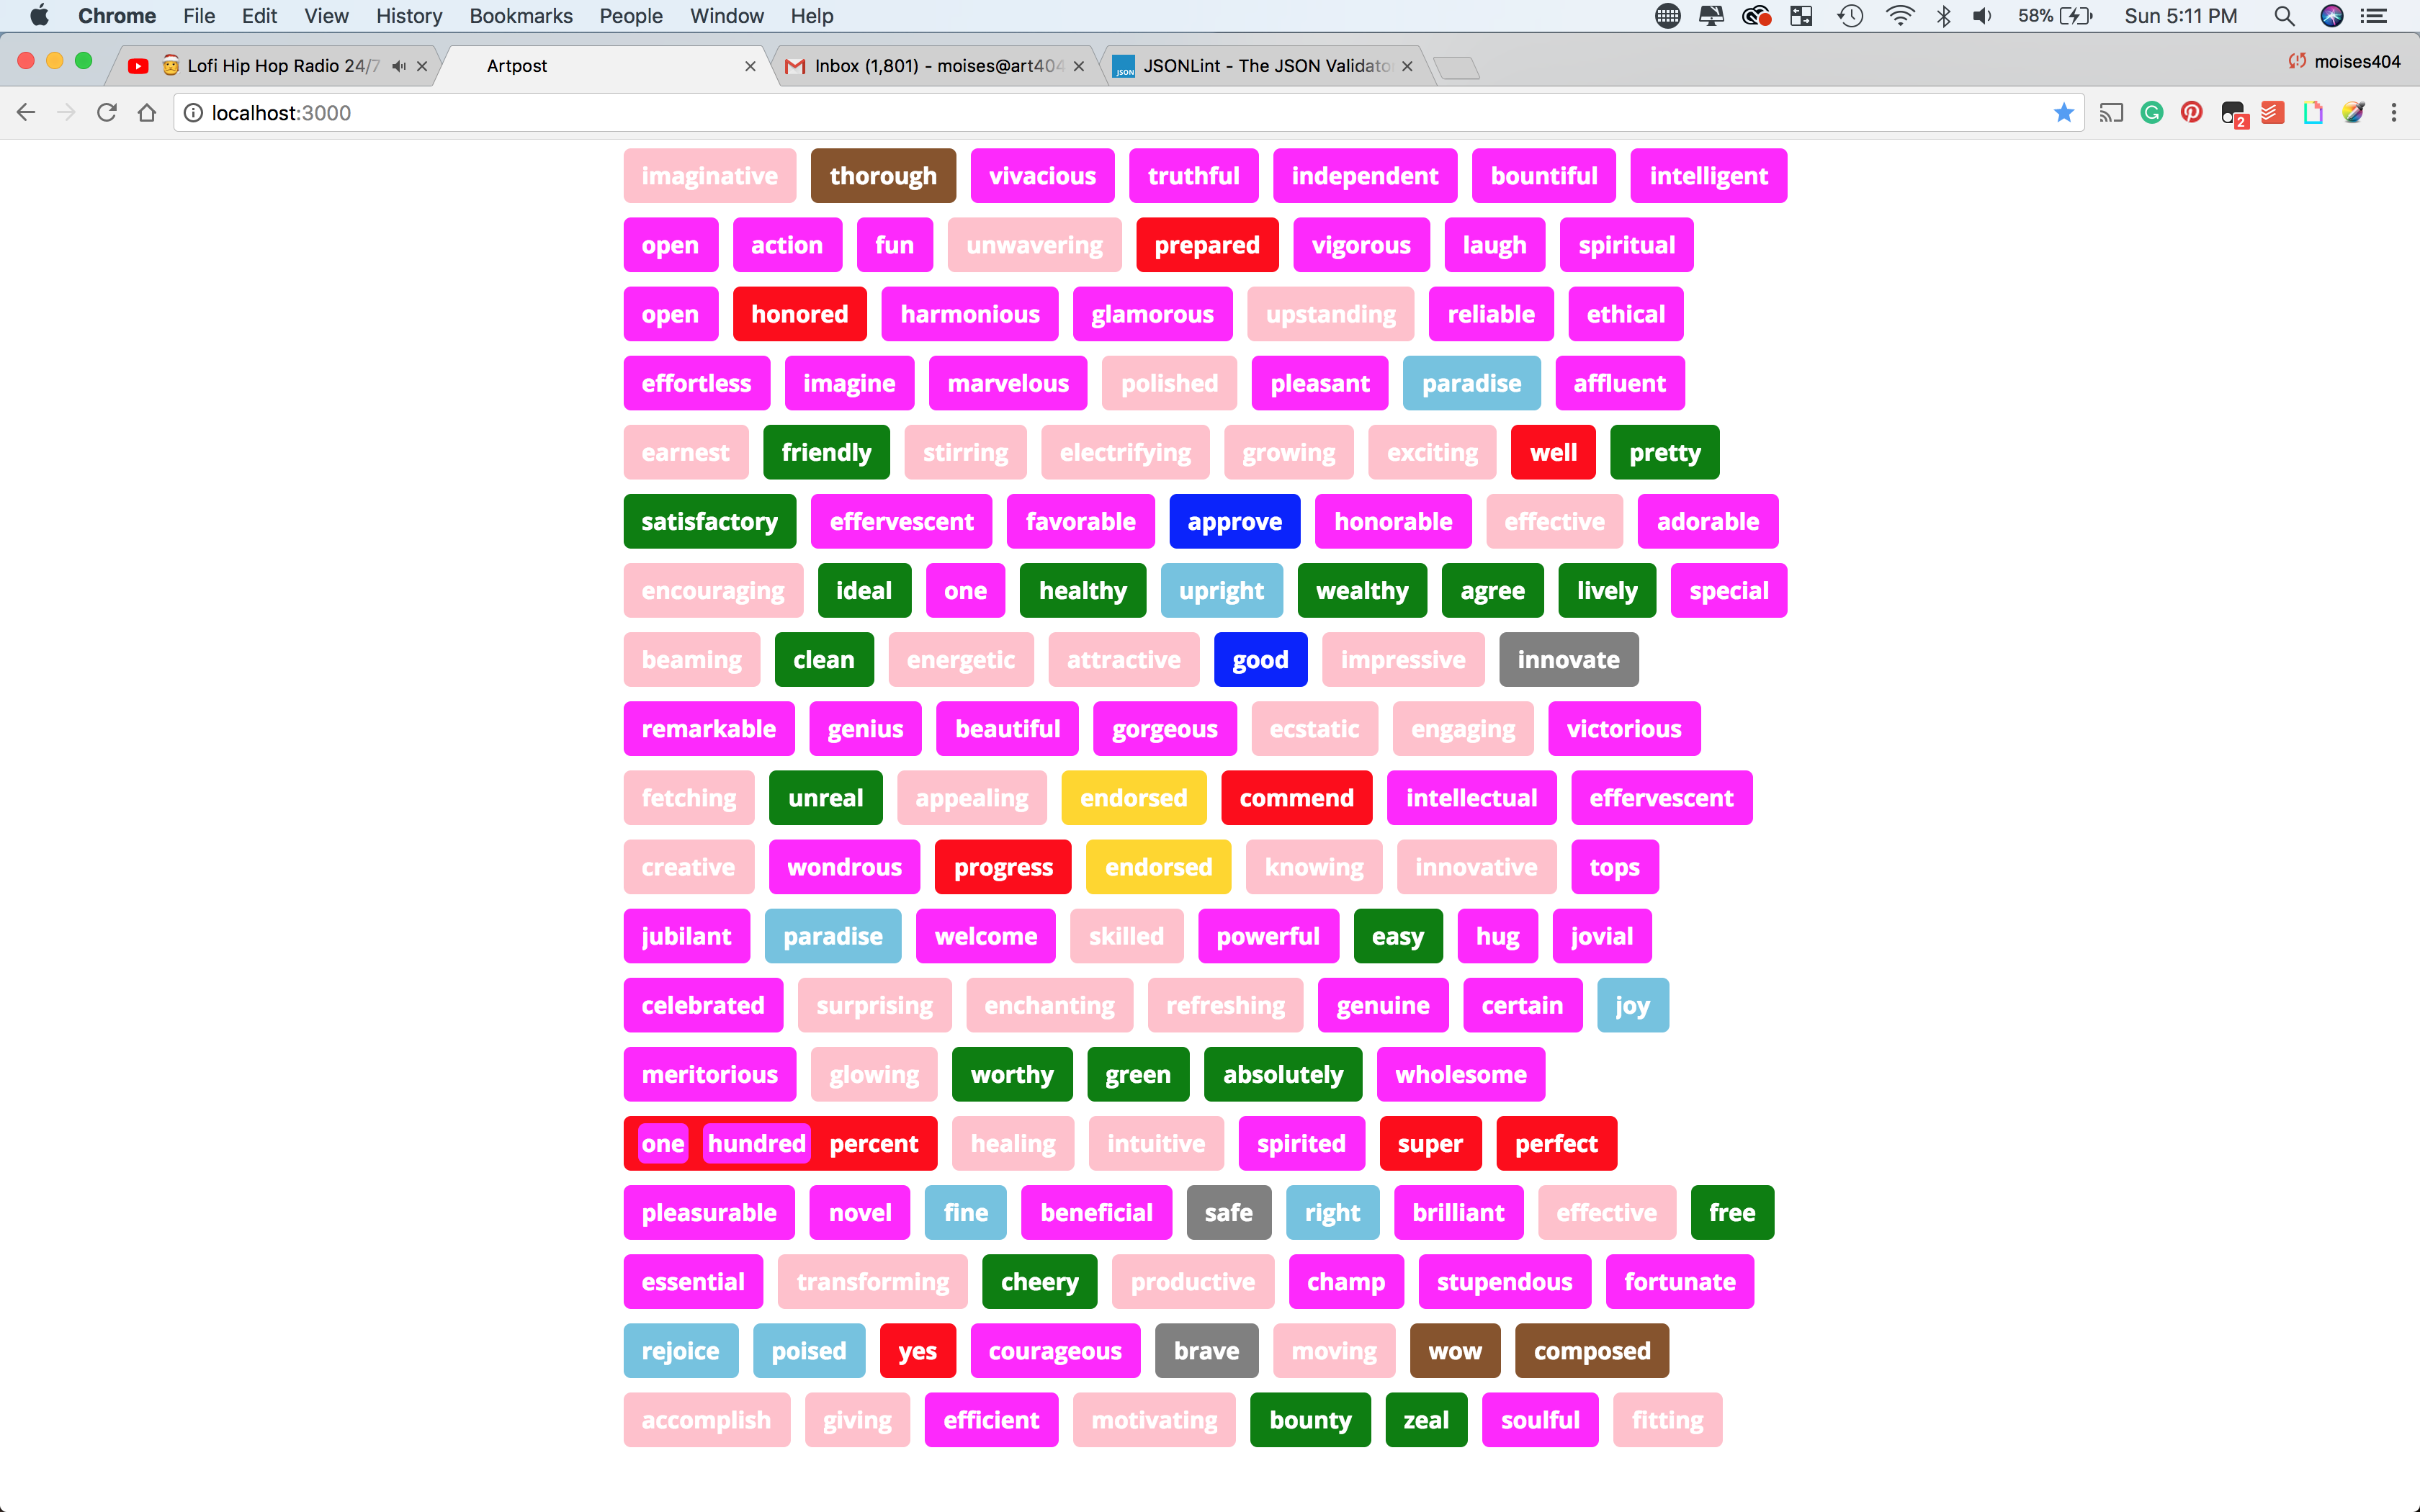 Chrome File Edit View History Bookmarks People Window Help 58% Sun 5:11 PM
Lofi Hip Hop Radio 24/7 Artpost Inbox (1,801) - moises@art404 JSON JSONLint - The JSON Validator moises404
localhost:3000 2
imaginative thorough vivacious truthful independent bountiful intelligent
open action fun unwavering prepared vigorous laugh spiritual
open honored harmonious glamorous upstanding reliable ethical
effortless imagine marvelous polished pleasant paradise affluent
earnest friendly stirring electrifying growing exciting well pretty
satisfactory effervescent favorable approve honorable effective adorable
encouraging ideal one healthy upright wealthy agree lively special
beaming clean energetic attractive good impressive innovate
remarkable genius beautiful gorgeous ecstatic engaging victorious
fetching unreal appealing endorsed commend intellectual effervescent
creative wondrous progress endorsed knowing innovative tops
jubilant paradise welcome skilled powerful easy hug jovial
celebrated surprising enchanting refreshing genuine certain joy
meritorious glowing worthy green absolutely wholesome
one hundred percent healing intuitive spirited super perfect
pleasurable novel fine beneficial safe right brilliant effective free
essential transforming cheery productive champ stupendous fortunate
rejoice poised yes courageous brave moving wow composed
accomplish giving efficient motivating bounty zeal soulful fitting